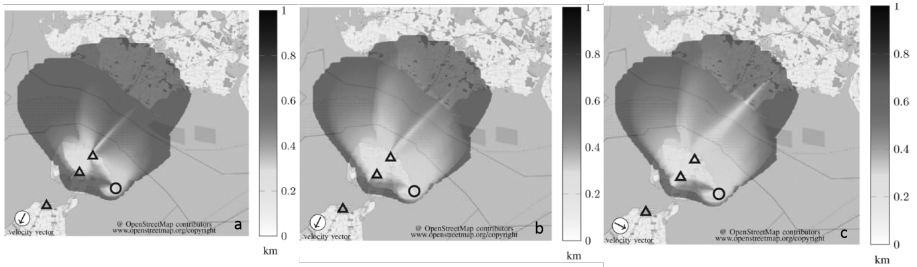 1
0.8
0.6
0.4
0.2
0
km
@ OpenStreetMap contributors
www.openstreetmap.org/copyright
velocity vector
a
1
0.8
0.6
0.4
0.2
0
km
@ OpenStreetMap contributors
www.openstreetmap.org/copyright
velocity vector
b
1
0.8
0.6
0.4
0.2
0
km
@ OpenStreetMap contributors
www.openstreetmap.org/copyright
velocity vector
c